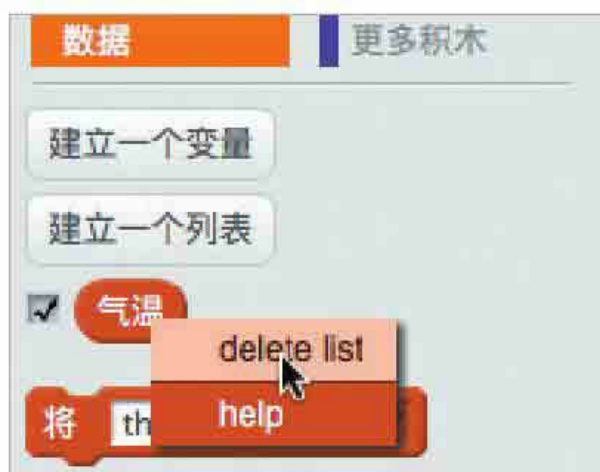 数据 更多积木
建立一个变量
建立一个列表
气温
delete list
help
将 th